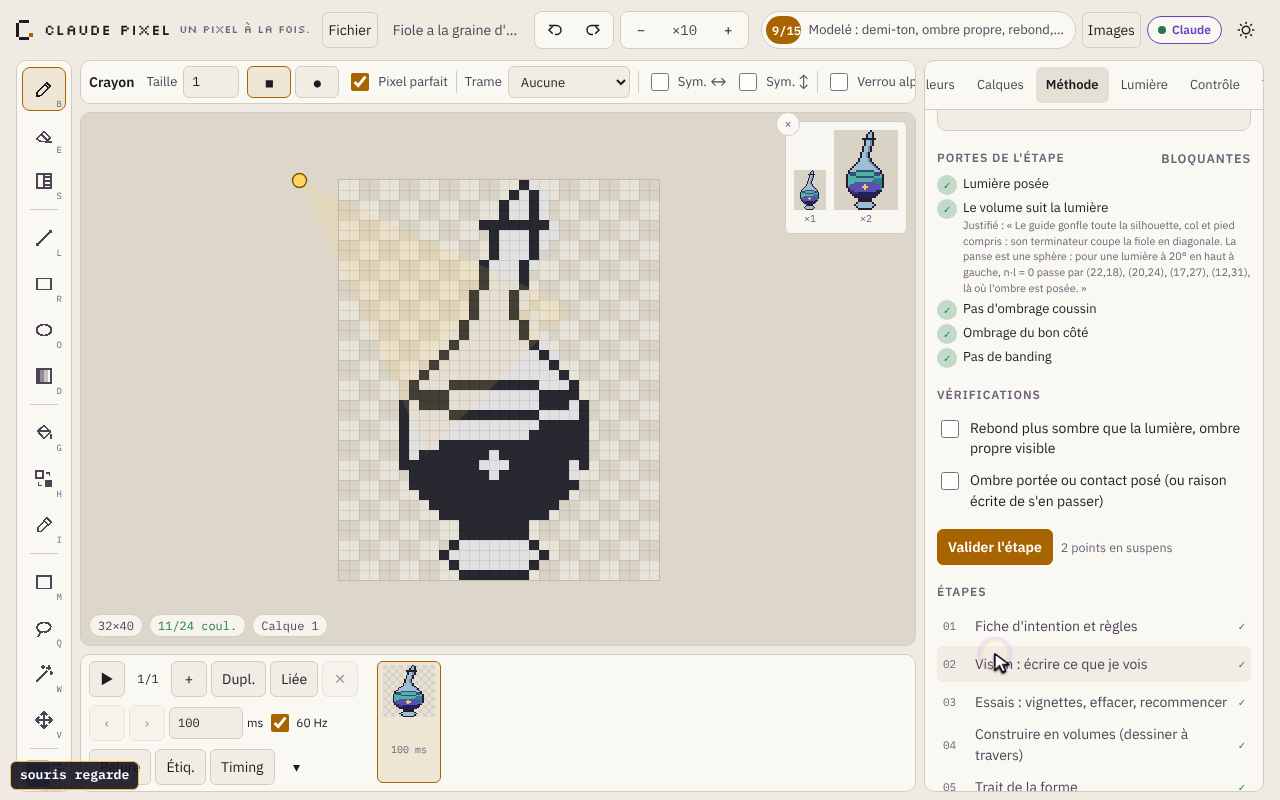 CLAUDE PIXEL UN PIXEL À LA FOIS. Fichier Fiole a la graine d'... − ×10 + 9/15 Modelé : demi-ton, ombre propre, rebond,... Images Claude
Crayon Taille 1 Pixel parfait Trame Aucune Sym. ↔ Sym. ↕ Verrou alp
leurs Calques Méthode Lumière Contrôle
B
E
S
L
R
O
D
G
H
I
M
Q
W
V
×
×1 ×2
32×40 11/24 coul. Calque 1
1/1 + Dupl. Liée ×
‹ › 100 ms 60 Hz
Étiq. Timing ▼
100 ms
souris regarde
PORTES DE L'ÉTAPE BLOQUANTES
✓ Lumière posée
✓ Le volume suit la lumière
Justifié : « Le guide gonfle toute la silhouette, col et pied
compris : son terminateur coupe la fiole en diagonale. La
panse est une sphère : pour une lumière à 20° en haut à
gauche, n·l = 0 passe par (22,18), (20,24), (17,27), (12,31),
là où l'ombre est posée. »
✓ Pas d'ombrage coussin
✓ Ombrage du bon côté
✓ Pas de banding
VÉRIFICATIONS
Rebond plus sombre que la lumière, ombre
propre visible
Ombre portée ou contact posé (ou raison
écrite de s'en passer)
Valider l'étape 2 points en suspens
ÉTAPES
01 Fiche d'intention et règles ✓
02 Vision : écrire ce que je vois ✓
03 Essais : vignettes, effacer, recommencer ✓
04 Construire en volumes (dessiner à
travers) ✓
05 Trait de la forme ✓